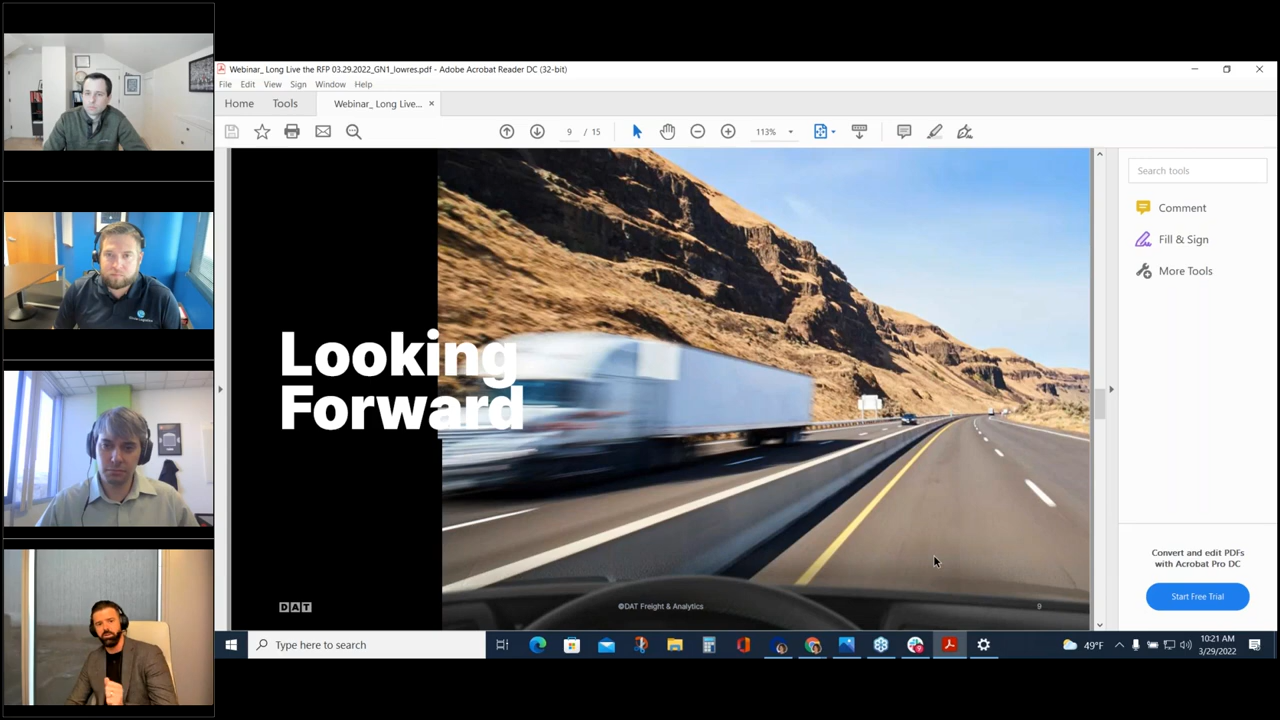 Webinar_ Long Live the RFP 03.29.2022_GN1_lowres.pdf - Adobe Acrobat Reader DC (32-bit)
File Edit View Sign Window Help
Home Tools Webinar_ Long Live... ×
9 / 15 113%
Search tools
Comment
Fill & Sign
More Tools
Looking
Forward
Convert and edit PDFs
with Acrobat Pro DC
Start Free Trial
DAT ©DAT Freight & Analytics 9
Type here to search
49°F
10:21 AM
3/29/2022